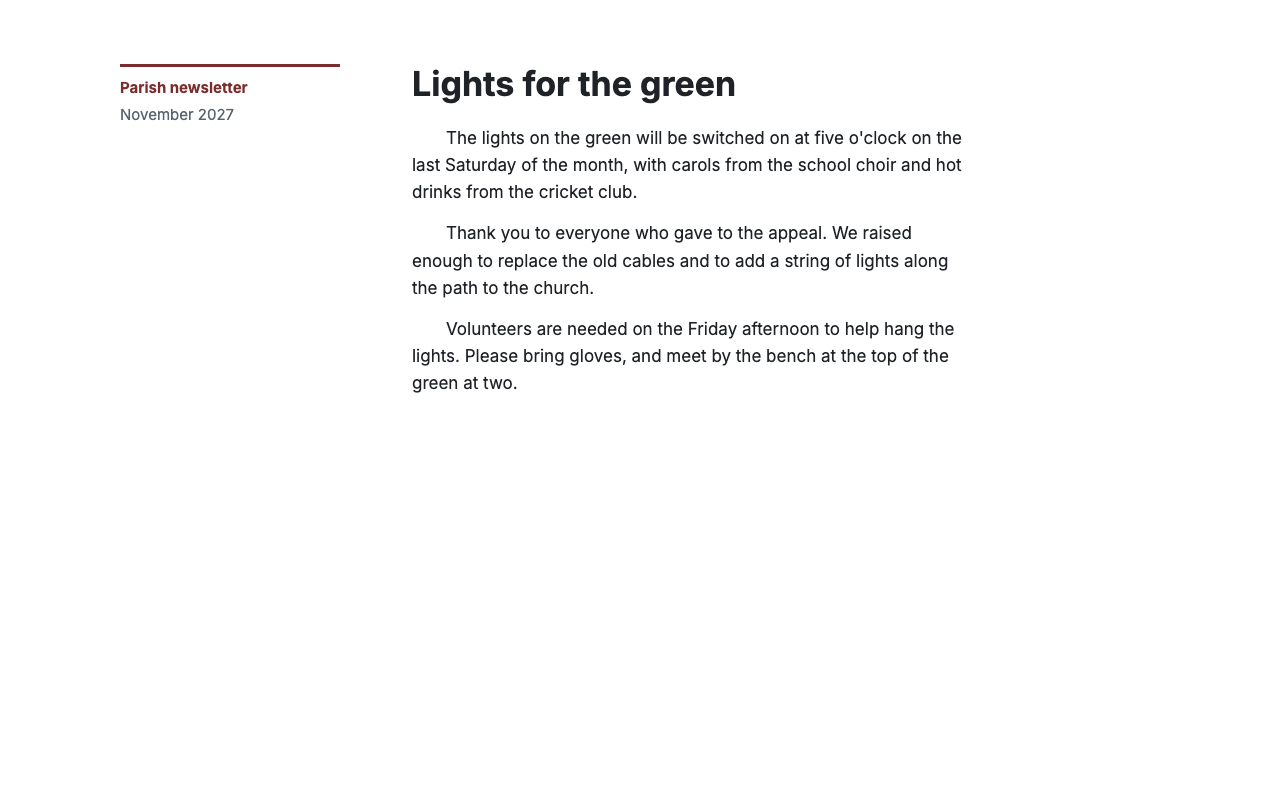 Parish newsletter
November 2027
Lights for the green
The lights on the green will be switched on at five o'clock on the
last Saturday of the month, with carols from the school choir and hot
drinks from the cricket club.
Thank you to everyone who gave to the appeal. We raised
enough to replace the old cables and to add a string of lights along
the path to the church.
Volunteers are needed on the Friday afternoon to help hang the
lights. Please bring gloves, and meet by the bench at the top of the
green at two.